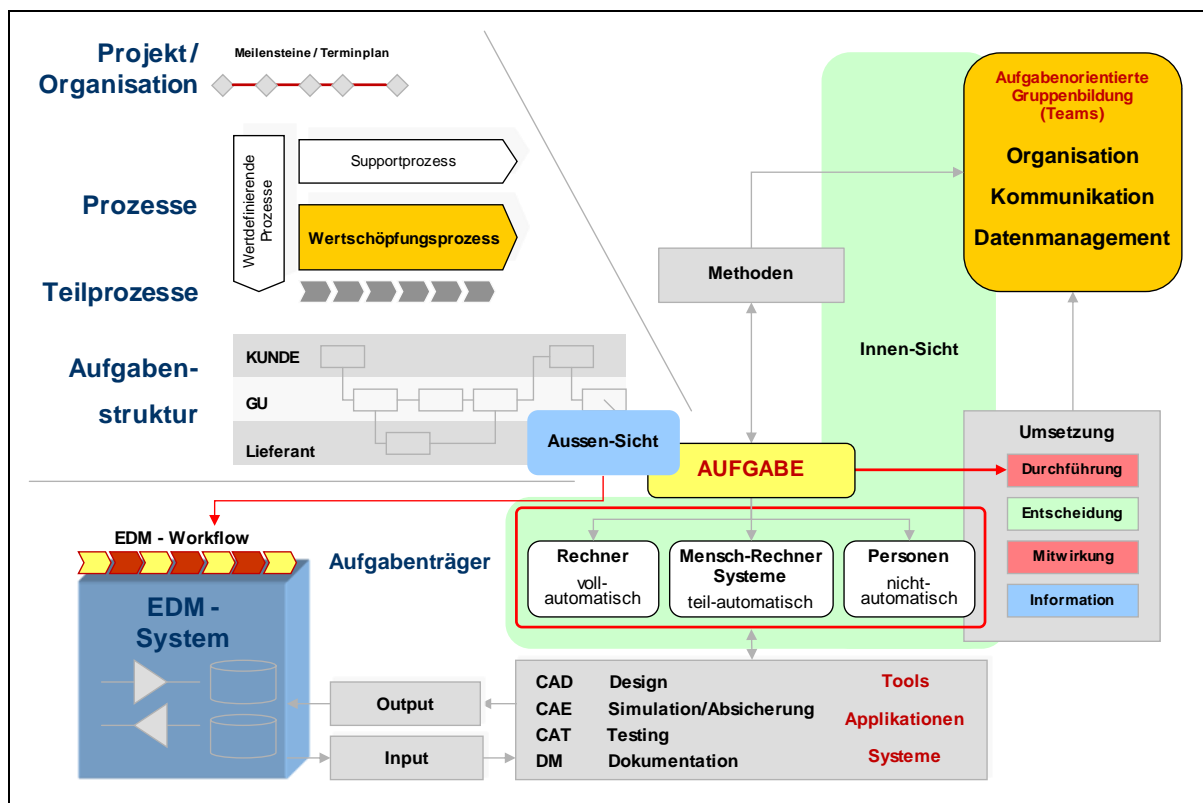 Projekt /
Organisation
Meilensteine / Terminplan
Prozesse
Wertdefinierende
Prozesse
Supportprozess
Wertschöpfungsprozess
Teilprozesse
Aufgaben-
struktur
KUNDE
GU
Lieferant
Aussen-Sicht
AUFGABE
Methoden
Innen-Sicht
Aufgabenorientierte
Gruppenbildung
(Teams)
Organisation
Kommunikation
Datenmanagement
Umsetzung
Durchführung
Entscheidung
Mitwirkung
Information
Aufgabenträger
Rechner
voll-
automatisch
Mensch-Rechner
Systeme
teil-automatisch
Personen
nicht-
automatisch
EDM - Workflow
EDM -
System
Output
Input
CAD Design
CAE Simulation/Absicherung
CAT Testing
DM Dokumentation
Tools
Applikationen
Systeme